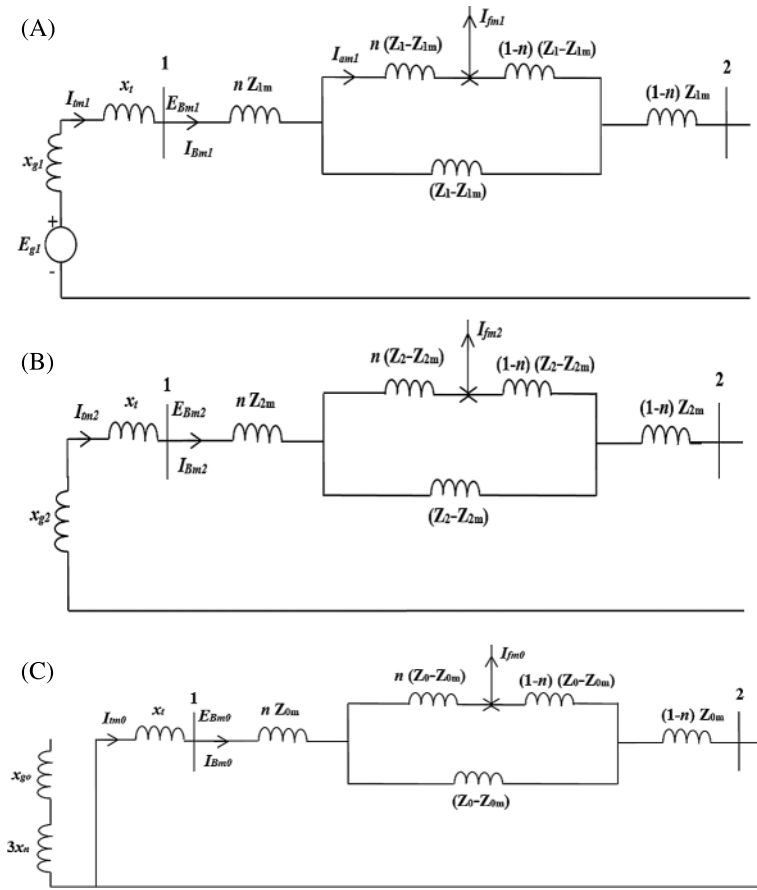 (A)
I_fm1
n (Z₁–Z₁ₘ)
(1-n) (Z₁–Z₁ₘ)
I_am1
1
2
x_t
I_tm1
E_Bm1
n Z₁ₘ
(1-n) Z₁ₘ
I_Bm1
x_g1
(Z₁–Z₁ₘ)
+
E_g1
-
(B)
I_fm2
n (Z₂–Z₂ₘ)
(1-n) (Z₂–Z₂ₘ)
1
2
x_t
I_tm2
E_Bm2
n Z₂ₘ
(1-n) Z₂ₘ
I_Bm2
x_g2
(Z₂–Z₂ₘ)
(C)
I_fm0
n (Z₀–Z₀ₘ)
(1-n) (Z₀–Z₀ₘ)
1
2
x_t
I_tm0
E_Bm0
n Z₀ₘ
(1-n) Z₀ₘ
I_Bm0
x_go
(Z₀–Z₀ₘ)
3x_n